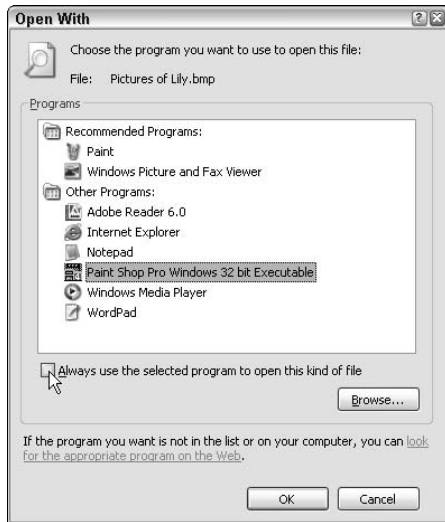 Open With
Choose the program you want to use to open this file:
File: Pictures of Lily.bmp
Programs
Recommended Programs:
Paint
Windows Picture and Fax Viewer
Other Programs:
Adobe Reader 6.0
Internet Explorer
Notepad
Paint Shop Pro Windows 32 bit Executable
Windows Media Player
WordPad
Always use the selected program to open this kind of file
Browse...
If the program you want is not in the list or on your computer, you can look
for the appropriate program on the Web.
OK
Cancel